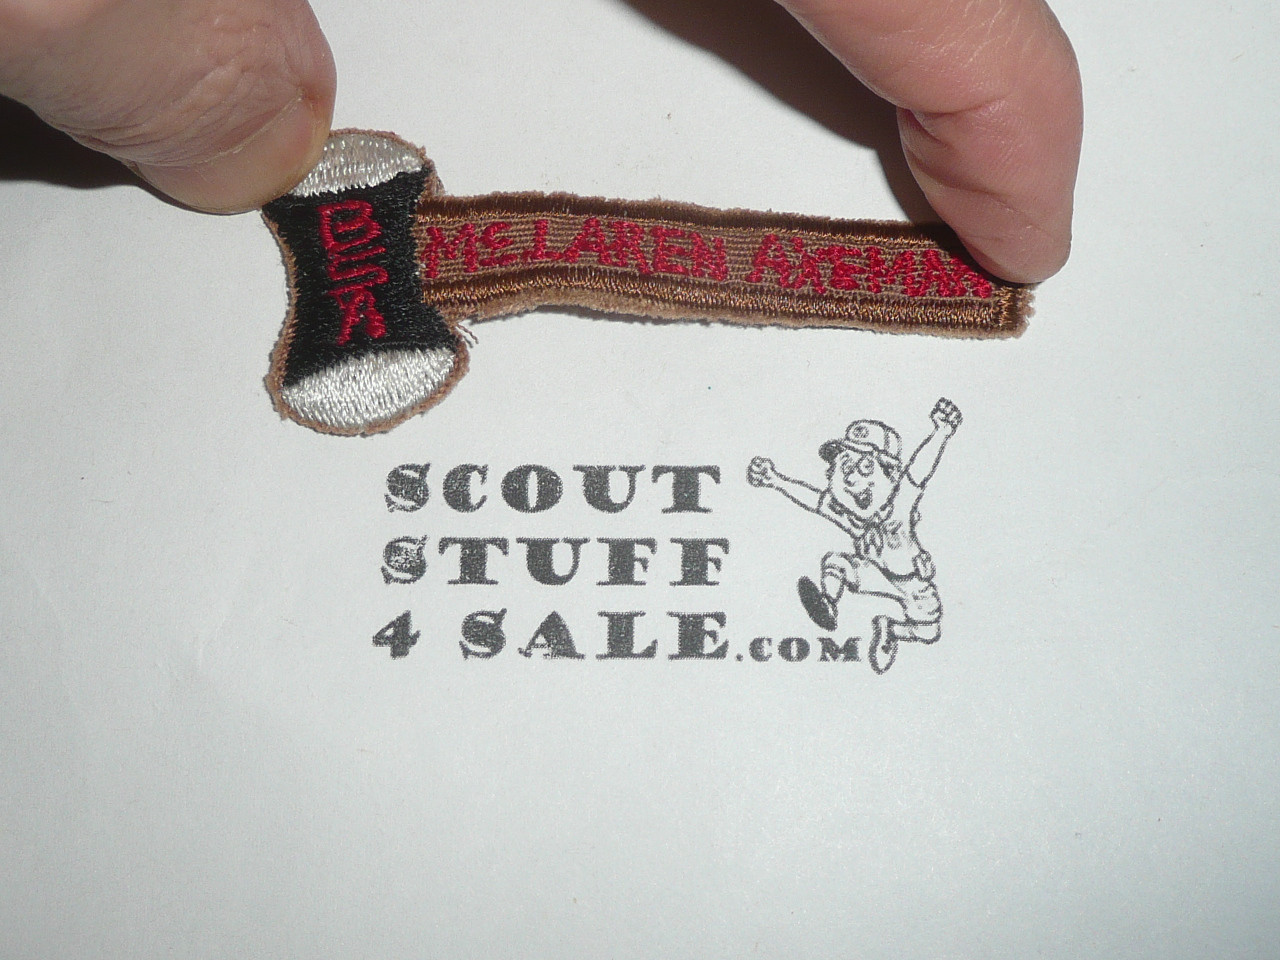 BSA
McLAREN AXEMAN
SCOUT
STUFF
4 SALE.COM